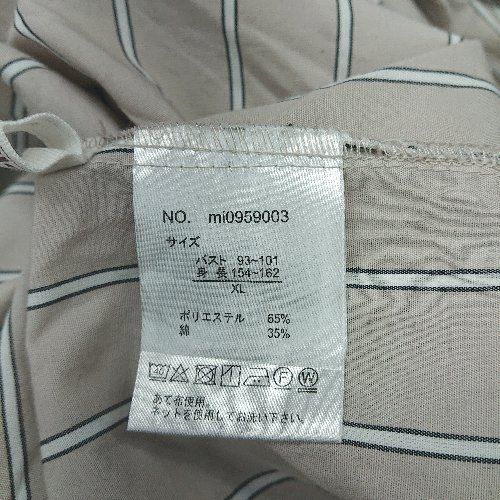 NO. mi0959003
サイズ
バスト 93~101
身長 154~162
XL
ポリエステル 65%
綿 35%
40 F W
あて布使用。
ネットを使用してお洗い下さい。